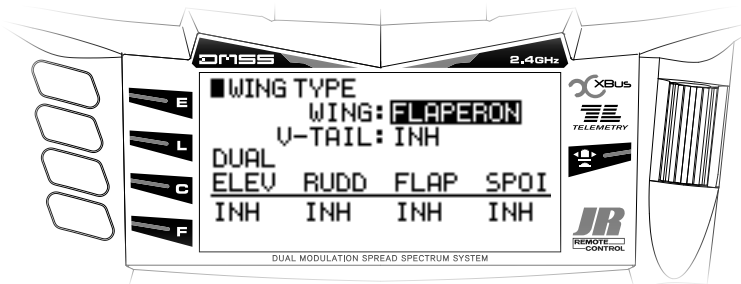 DMSS 2.4GHz
■WING TYPE
WING: FLAPERON
V-TAIL: INH
DUAL
ELEV RUDD FLAP SPOI
INH INH INH INH
E
L
C
F
XBus
TELEMETRY
JR
REMOTE
CONTROL
DUAL MODULATION SPREAD SPECTRUM SYSTEM